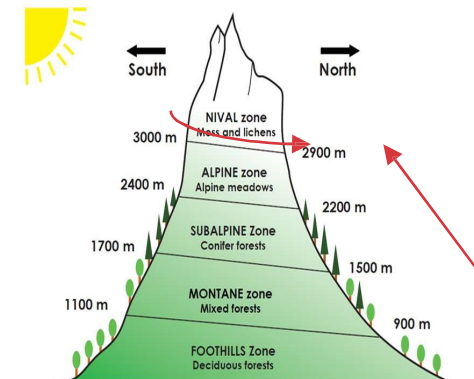 South
North
NIVAL zone
Moss and lichens
3000 m
2900 m
ALPINE zone
Alpine meadows
2400 m
2200 m
SUBALPINE Zone
Conifer forests
1700 m
1500 m
MONTANE zone
Mixed forests
1100 m
900 m
FOOTHILLS Zone
Deciduous forests